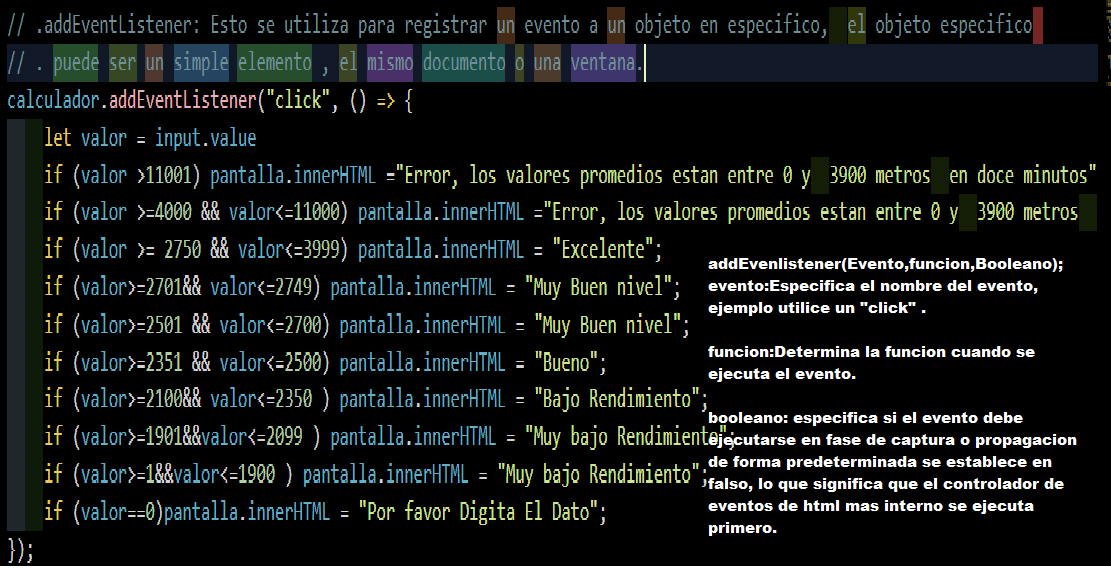 // .addEventListener: Esto se utiliza para registrar un evento a un objeto en especifico,  el objeto especifico
// . puede ser un simple elemento , el mismo documento o una ventana.
calculador.addEventListener("click", () => {
let valor = input.value
if (valor >11001) pantalla.innerHTML ="Error, los valores promedios estan entre 0 y  3900 metros  en doce minutos"
if (valor >=4000 && valor<=11000) pantalla.innerHTML ="Error, los valores promedios estan entre 0 y  3900 metros
if (valor >= 2750 && valor<=3999) pantalla.innerHTML = "Excelente";
if (valor>=2701&& valor<=2749) pantalla.innerHTML = "Muy Buen nivel";
if (valor>=2501 && valor<=2700) pantalla.innerHTML = "Muy Buen nivel";
if (valor>=2351 && valor<=2500) pantalla.innerHTML = "Bueno";
if (valor>=2100&& valor<=2350 ) pantalla.innerHTML = "Bajo Rendimiento";
if (valor>=1901&&valor<=2099 ) pantalla.innerHTML = "Muy bajo Rendimiento";
if (valor>=1&&valor<=1900 ) pantalla.innerHTML = "Muy bajo Rendimiento";
if (valor==0)pantalla.innerHTML = "Por favor Digita El Dato";
});
addEvenlistener(Evento,funcion,Booleano);
evento:Especifica el nombre del evento,
ejemplo utilice un "click" .
funcion:Determina la funcion cuando se
ejecuta el evento.
booleano: especifica si el evento debe
ejecutarse en fase de captura o propagacion
de forma predeterminada se establece en
falso, lo que significa que el controlador de
eventos de html mas interno se ejecuta
primero.